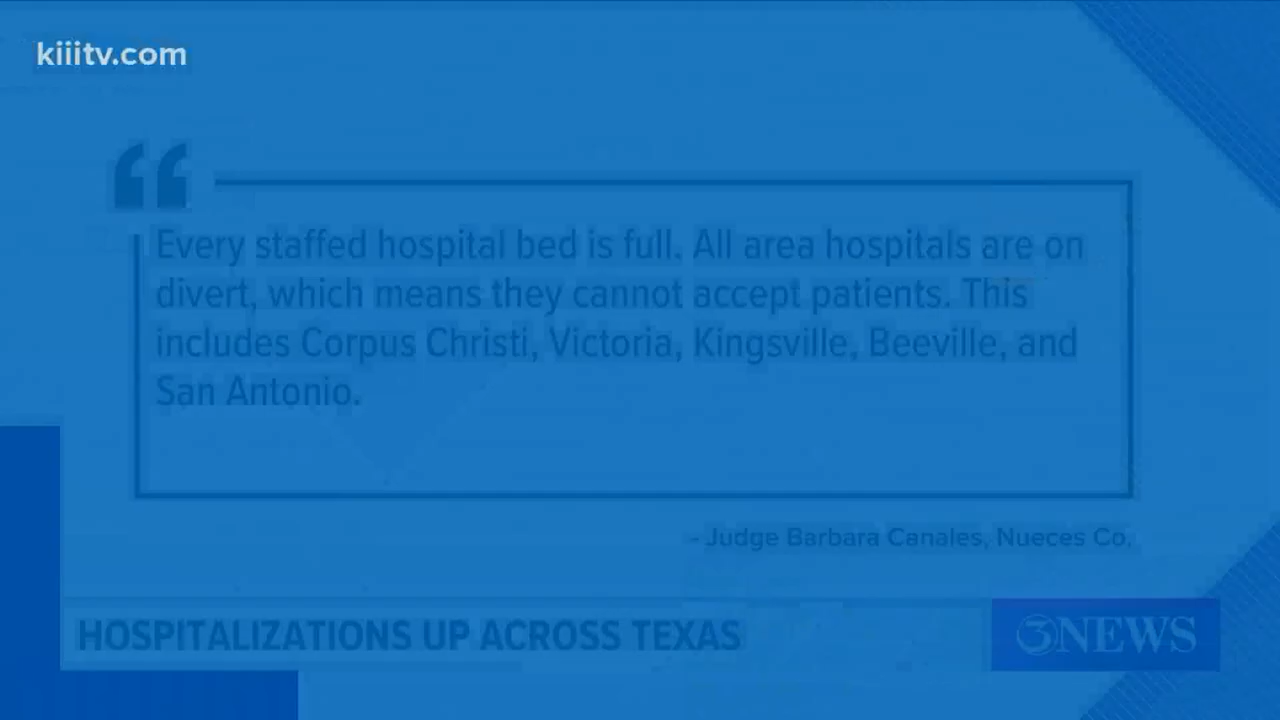 kiiitv.com
“
Every staffed hospital bed is full. All area hospitals are on
divert, which means they cannot accept patients. This
includes Corpus Christi, Victoria, Kingsville, Beeville, and
San Antonio.
- Judge Barbara Canales, Nueces Co.
HOSPITALIZATIONS UP ACROSS TEXAS
3NEWS